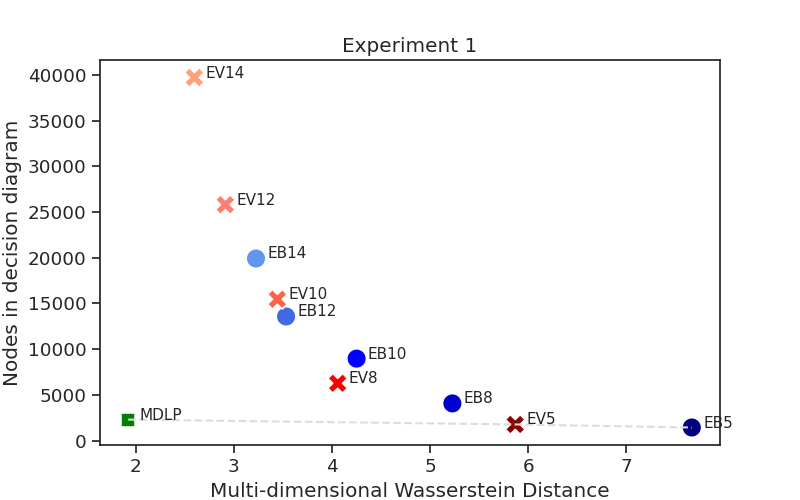 Experiment 1
Nodes in decision diagram
40000
35000
30000
25000
20000
15000
10000
5000
0
EV14
EV12
EB14
EV10
EB12
EB10
EV8
EB8
MDLP
EV5
EB5
2 3 4 5 6 7
Multi-dimensional Wasserstein Distance